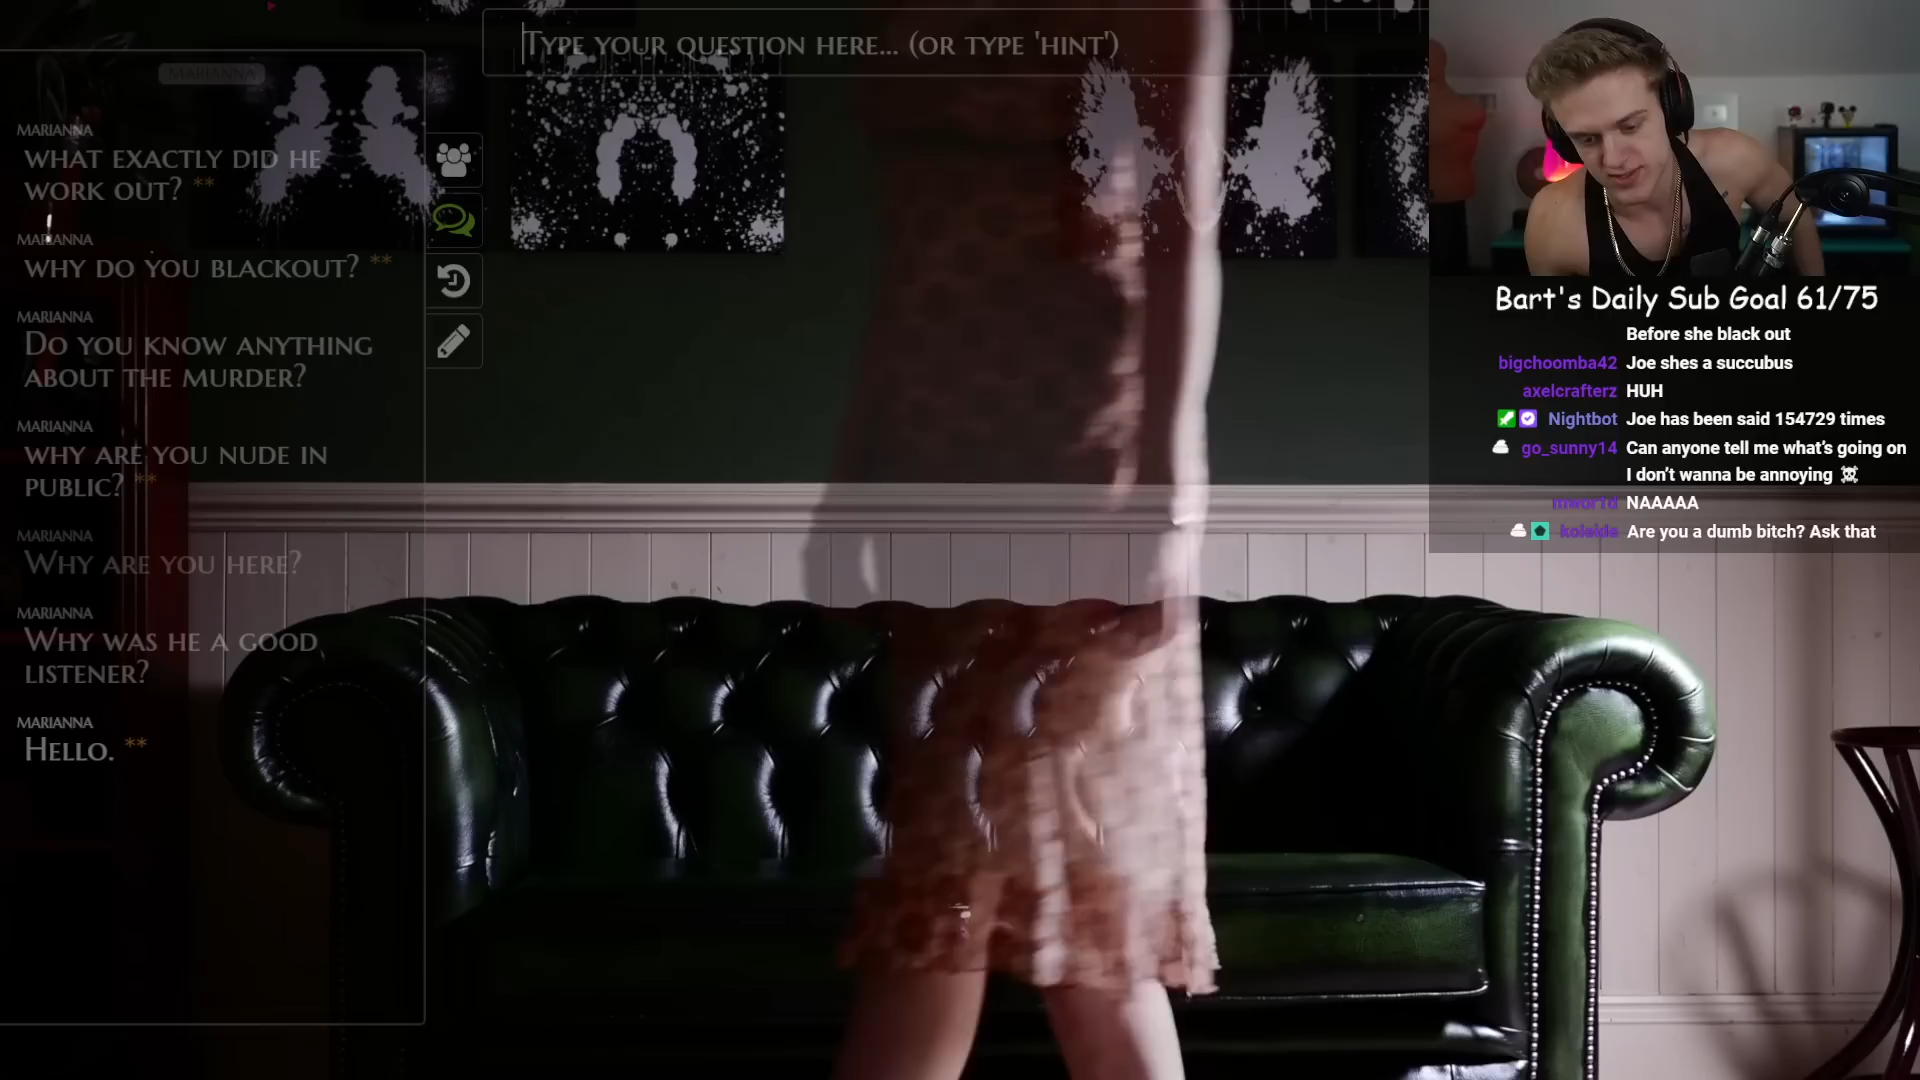 Type your question here... (or type 'hint')
MARIANNA
MARIANNA
WHAT EXACTLY DID HE
WORK OUT? **
MARIANNA
WHY DO YOU BLACKOUT? **
MARIANNA
DO YOU KNOW ANYTHING
ABOUT THE MURDER?
MARIANNA
WHY ARE YOU NUDE IN
PUBLIC? **
MARIANNA
WHY ARE YOU HERE?
MARIANNA
WHY WAS HE A GOOD
LISTENER?
MARIANNA
HELLO. **
Bart's Daily Sub Goal 61/75
Before she black out
bigchoomba42 Joe shes a succubus
axelcrafterz HUH
Nightbot Joe has been said 154729 times
go_sunny14 Can anyone tell me what's going on
I don't wanna be annoying ☠
NAAAAA
Are you a dumb bitch? Ask that